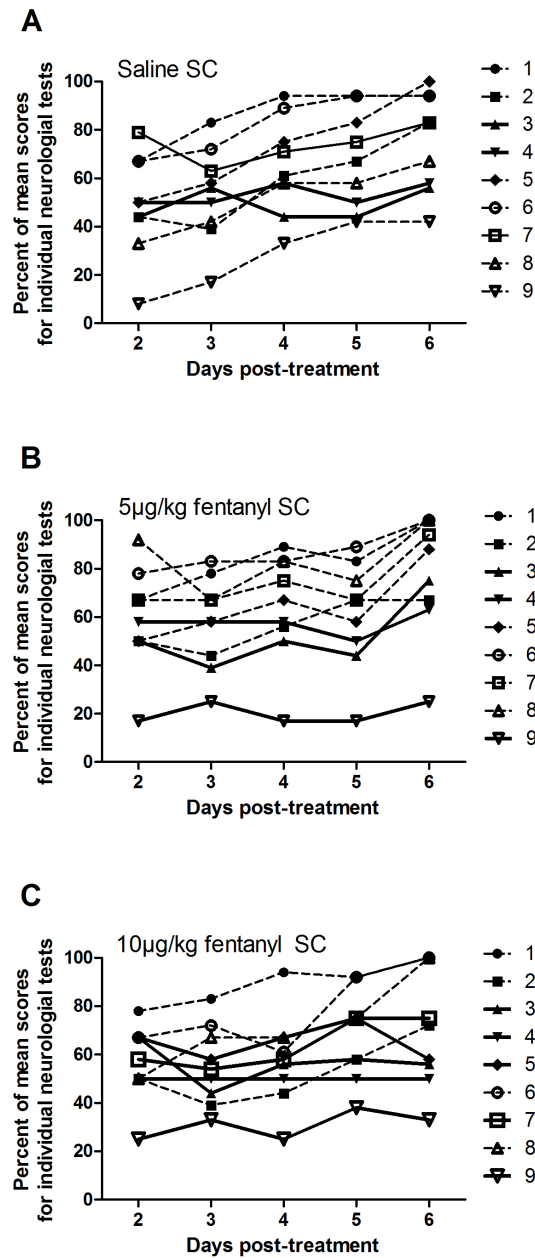 A
Saline SC
Percent of mean scores
for individual neurologial tests
100
80
60
40
20
0
2 3 4 5 6
Days post-treatment
1
2
3
4
5
6
7
8
9
B
5µg/kg fentanyl SC
Percent of mean scores
for individual neurologial tests
100
80
60
40
20
0
2 3 4 5 6
Days post-treatment
1
2
3
4
5
6
7
8
9
C
10µg/kg fentanyl SC
Percent of mean scores
for individual neurologial tests
100
80
60
40
20
0
2 3 4 5 6
Days post-treatment
1
2
3
4
5
6
7
8
9